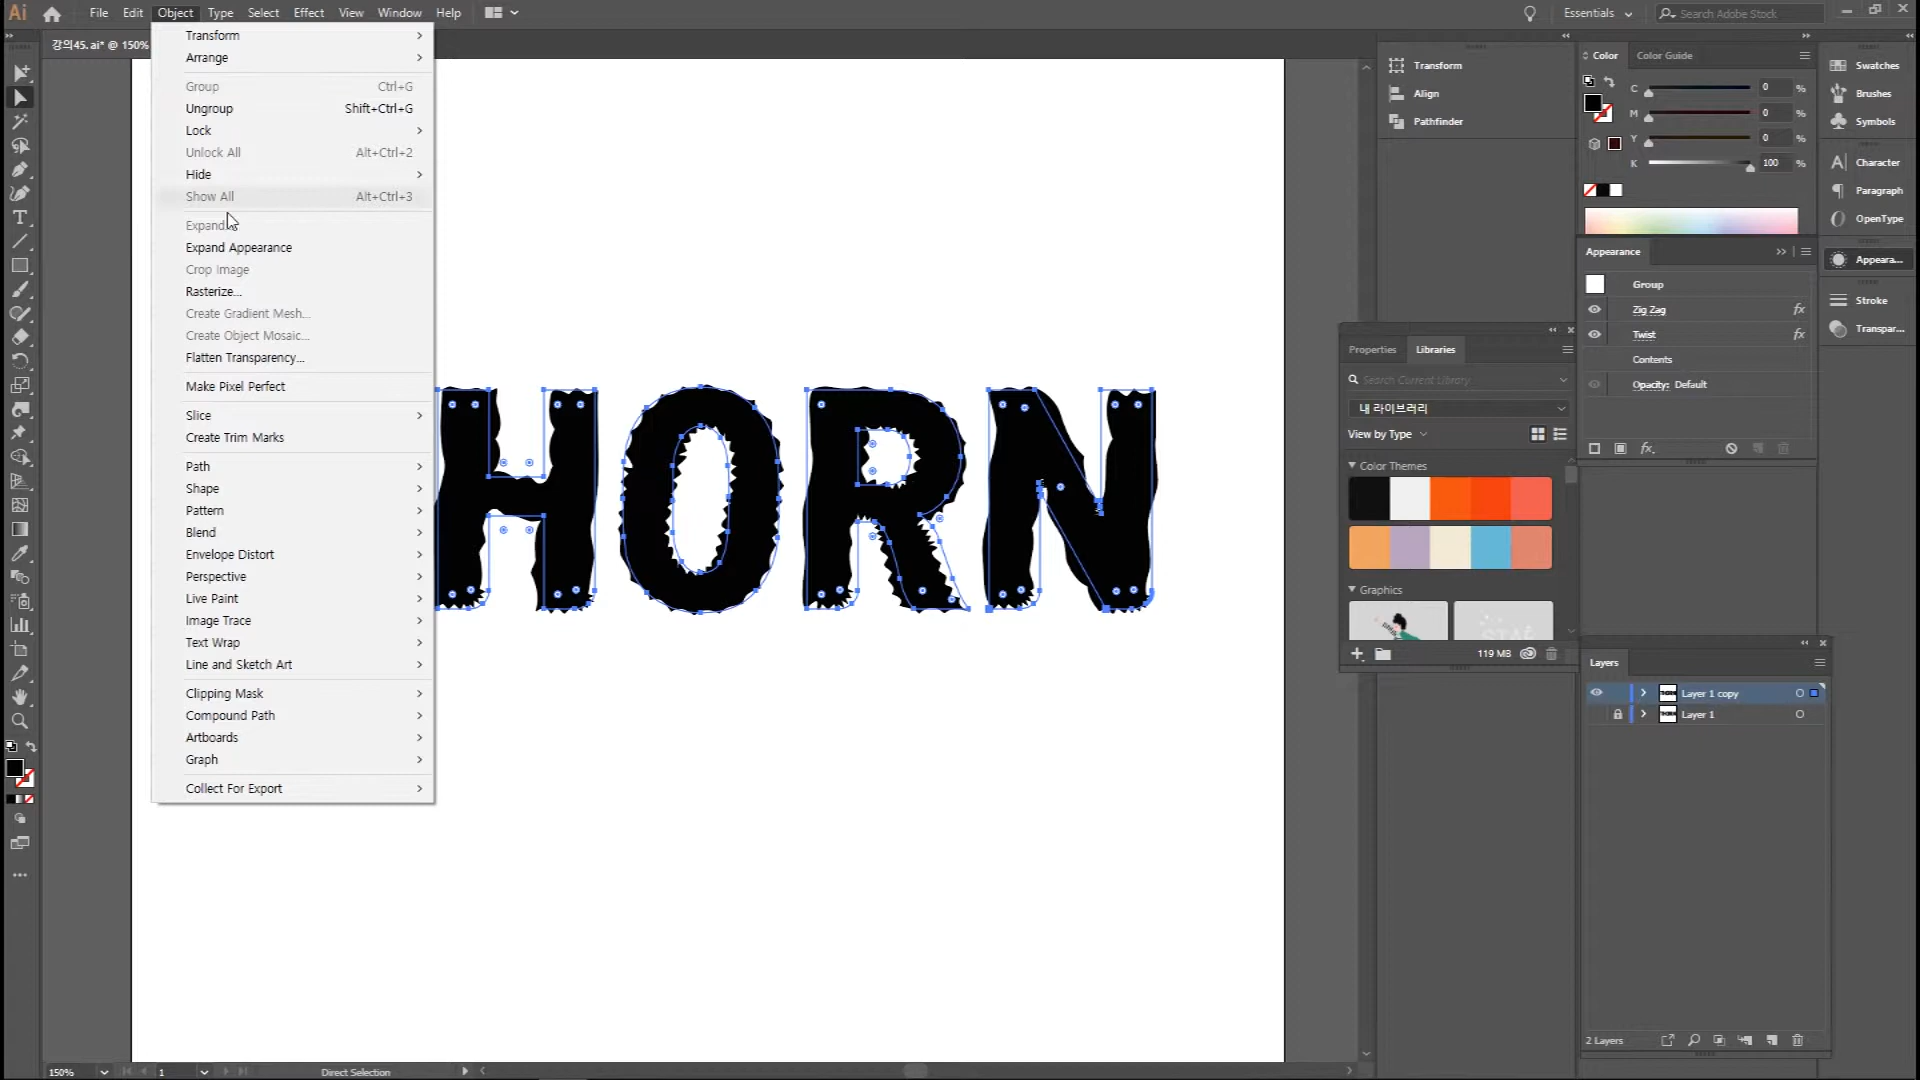 Ai File Edit Object Type Select Effect View Window Help Essentials Search Adobe Stock
강의45.ai* @ 150%
Transform
Arrange
Group Ctrl+G
Ungroup Shift+Ctrl+G
Lock
Unlock All Alt+Ctrl+2
Hide
Show All Alt+Ctrl+3
Expand
Expand Appearance
Crop Image
Rasterize...
Create Gradient Mesh...
Create Object Mosaic...
Flatten Transparency...
Make Pixel Perfect
Slice
Create Trim Marks
Path
Shape
Pattern
Blend
Envelope Distort
Perspective
Live Paint
Image Trace
Text Wrap
Line and Sketch Art
Clipping Mask
Compound Path
Artboards
Graph
Collect For Export
HORN
Transform
Align
Pathfinder
Color Color Guide
C 0 %
M 0 %
Y 0 %
K 100 %
Appearance
Group
Zig Zag fx
Twist fx
Contents
Opacity: Default
fx.
Swatches
Brushes
Symbols
Character
Paragraph
OpenType
Appeara...
Stroke
Transpar...
Properties Libraries
Search Current Library
내 라이브러리
View by Type
Color Themes
Graphics
119 MB
Layers
Layer 1 copy
Layer 1
2 Layers
150% 1 Direct Selection